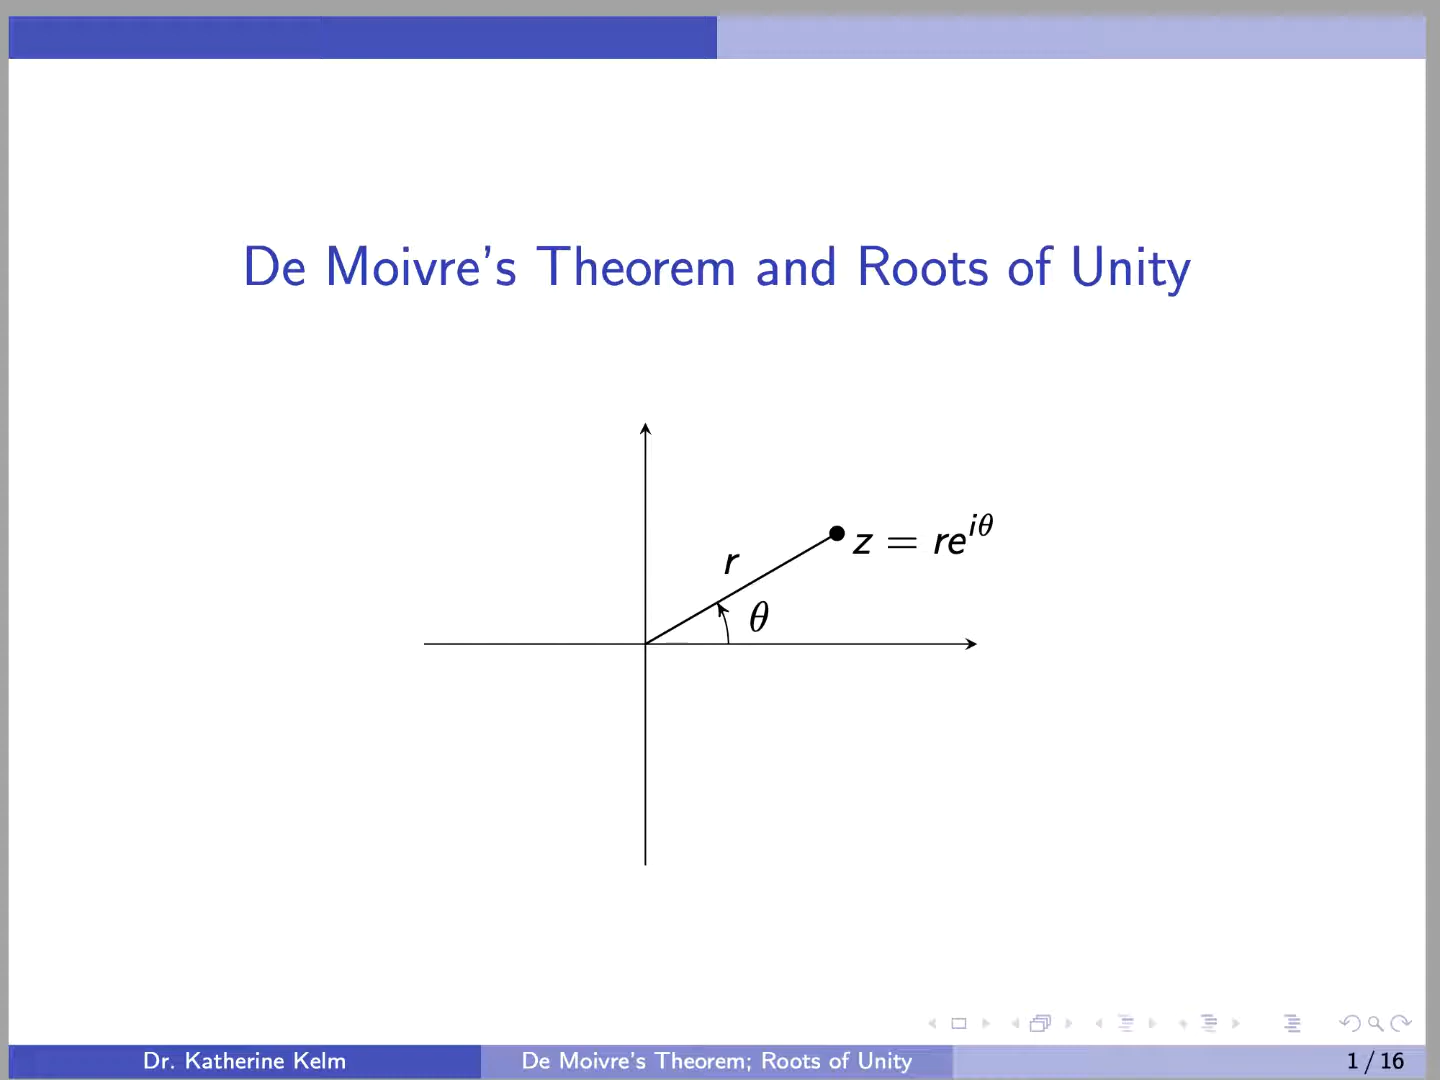 De Moivre's Theorem and Roots of Unity
z = re^{iθ}
r
θ
Dr. Katherine Kelm
De Moivre's Theorem; Roots of Unity
1 / 16